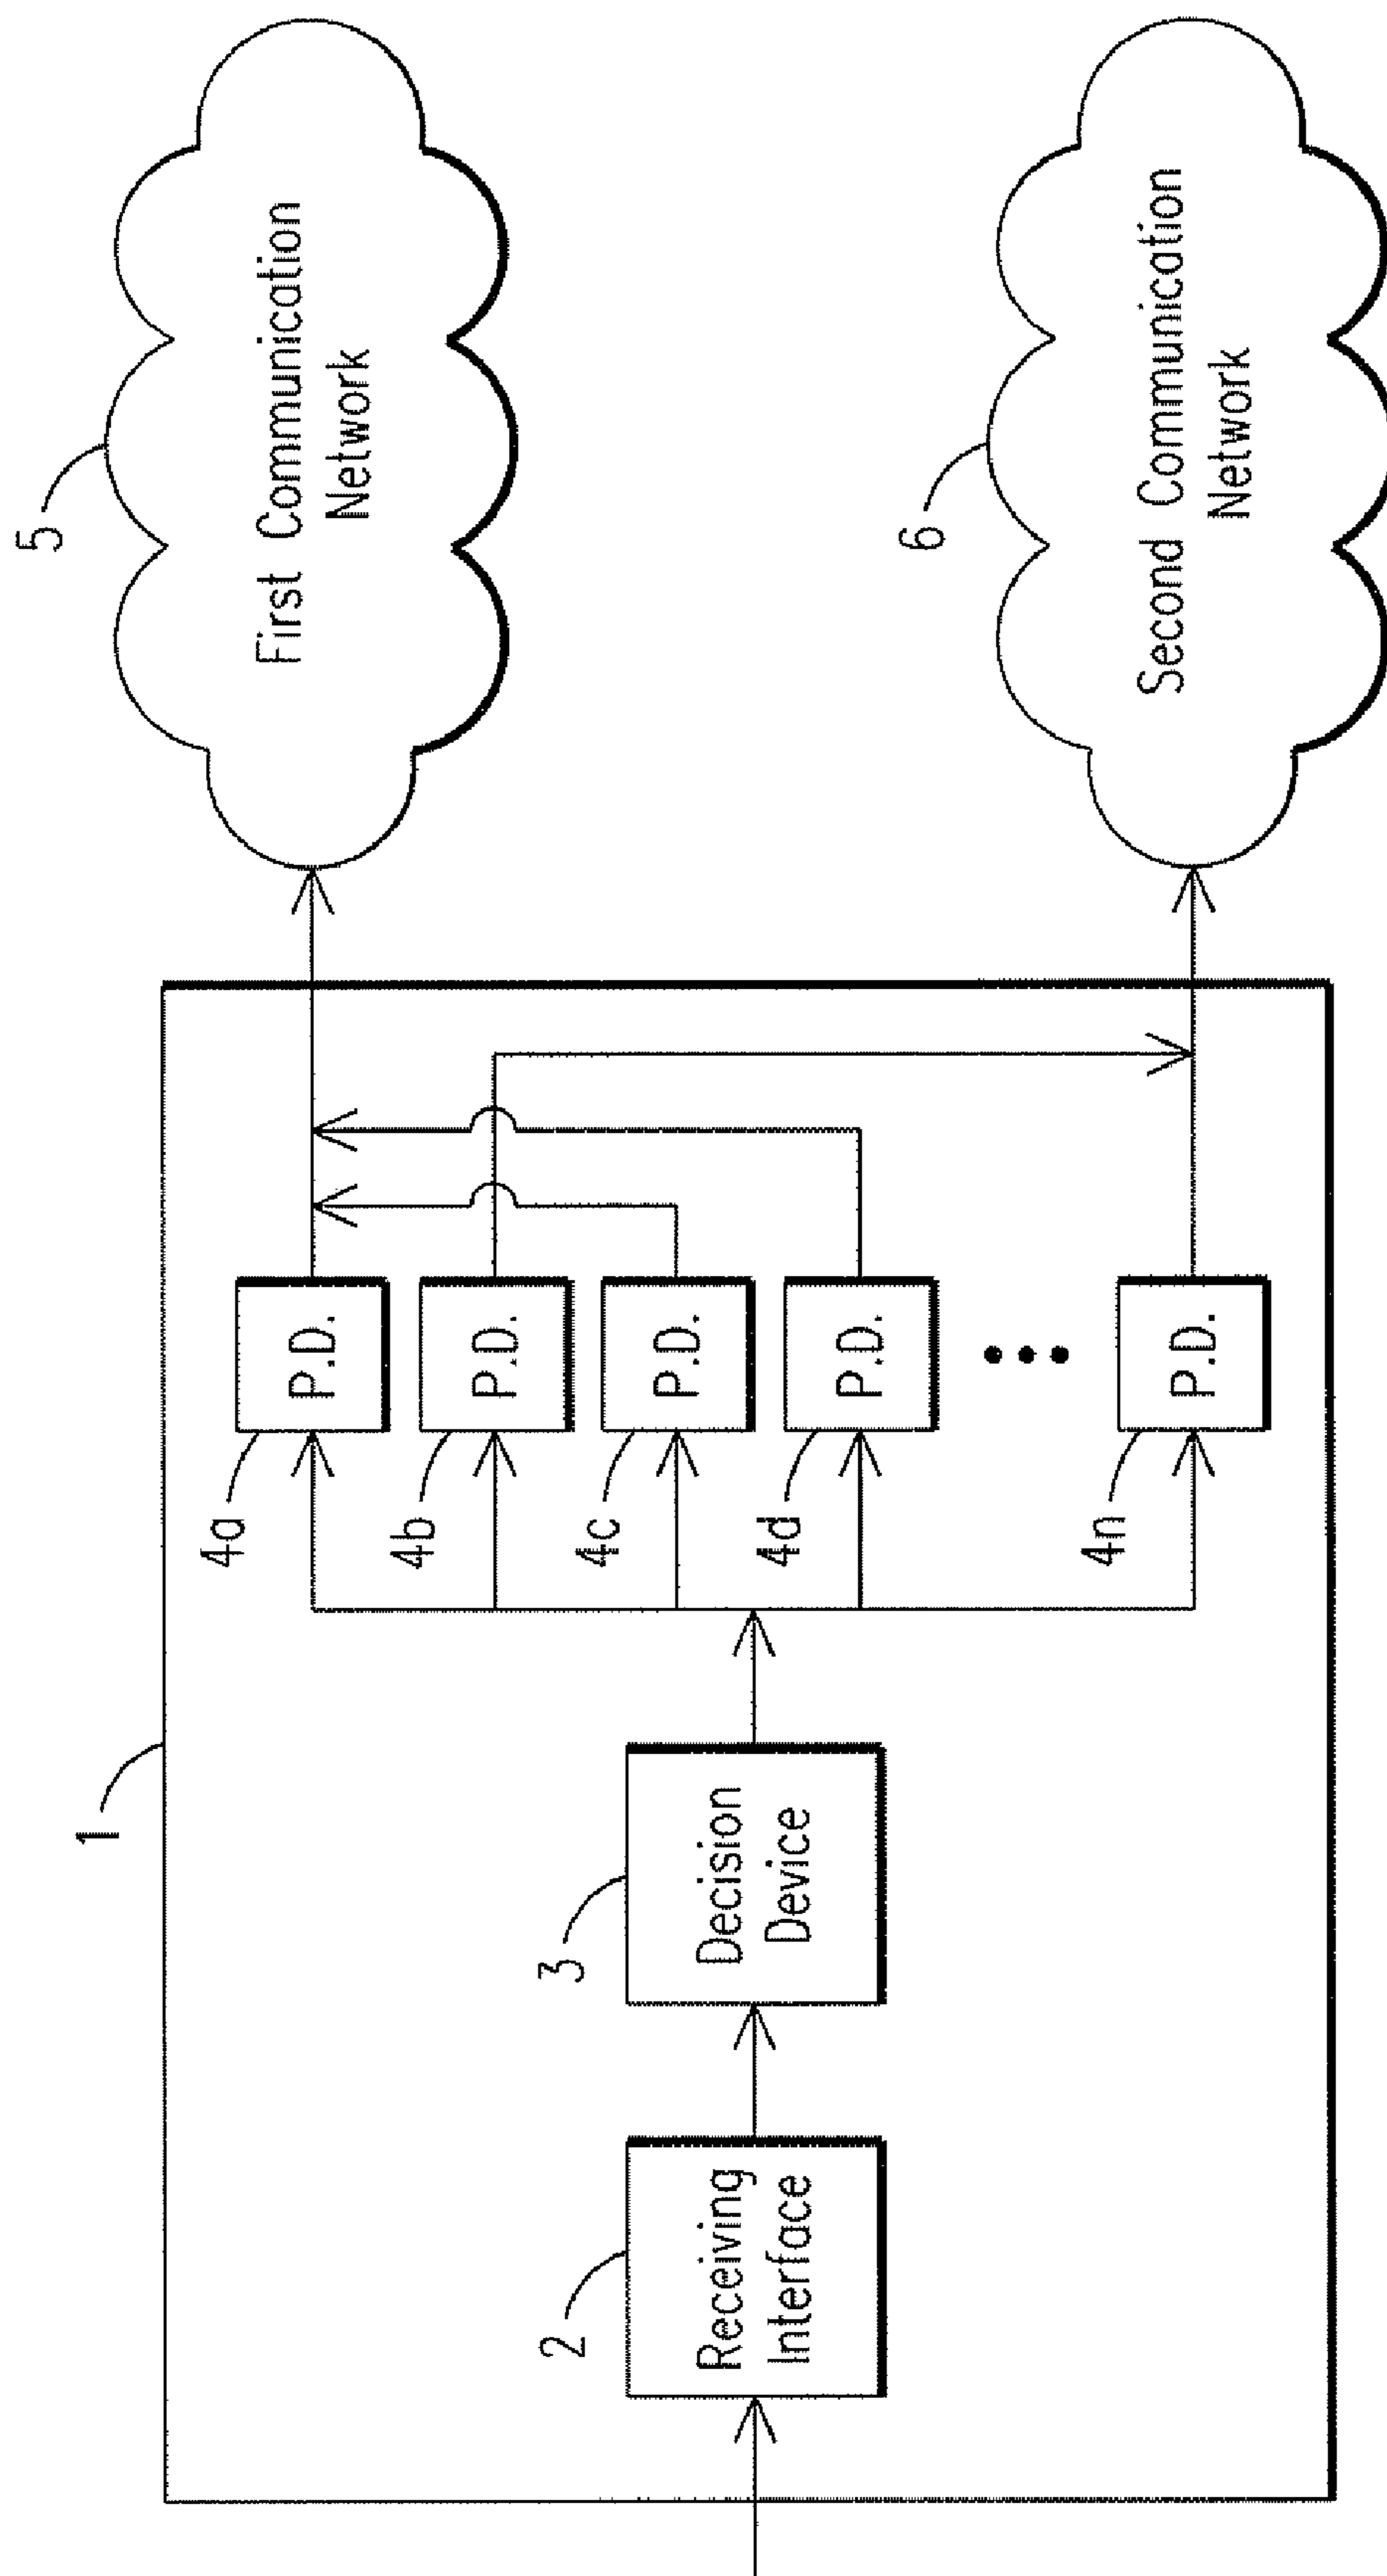 1
2
Receiving
Interface
3
Decision
Device
4a
P.D.
4b
P.D.
4c
P.D.
4d
P.D.
4n
P.D.
5
First Communication
Network
6
Second Communication
Network